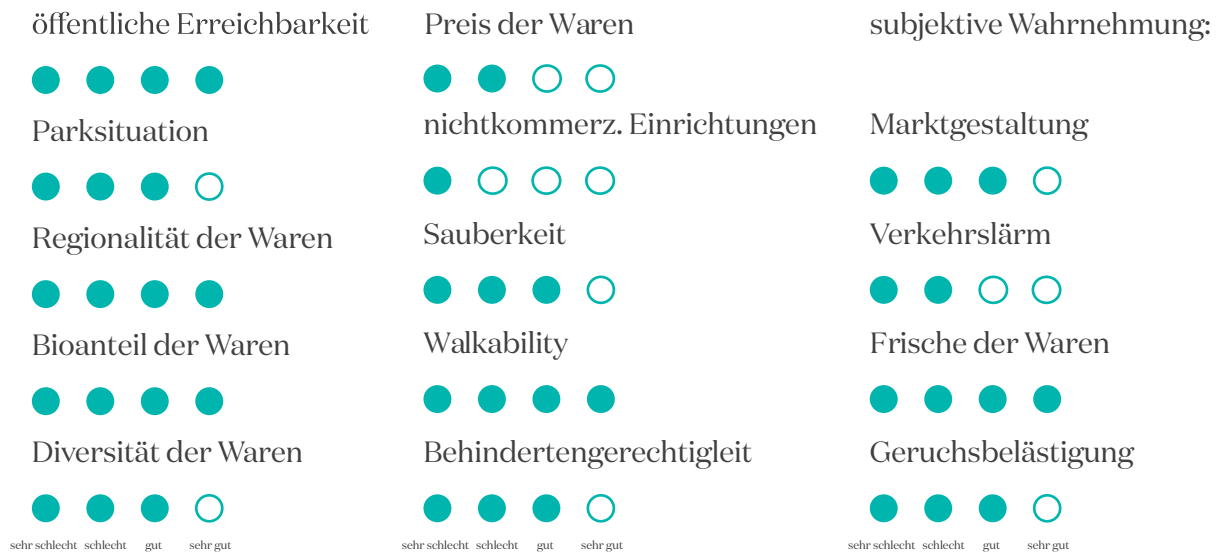 öffentliche Erreichbarkeit
Parksituation
Regionalität der Waren
Bioanteil der Waren
Diversität der Waren
sehr schlecht schlecht gut sehr gut
Preis der Waren
nichtkommerz. Einrichtungen
Sauberkeit
Walkability
Behindertengerechtigleit
sehr schlecht schlecht gut sehr gut
subjektive Wahrnehmung:
Marktgestaltung
Verkehrslärm
Frische der Waren
Geruchsbelästigung
sehr schlecht schlecht gut sehr gut